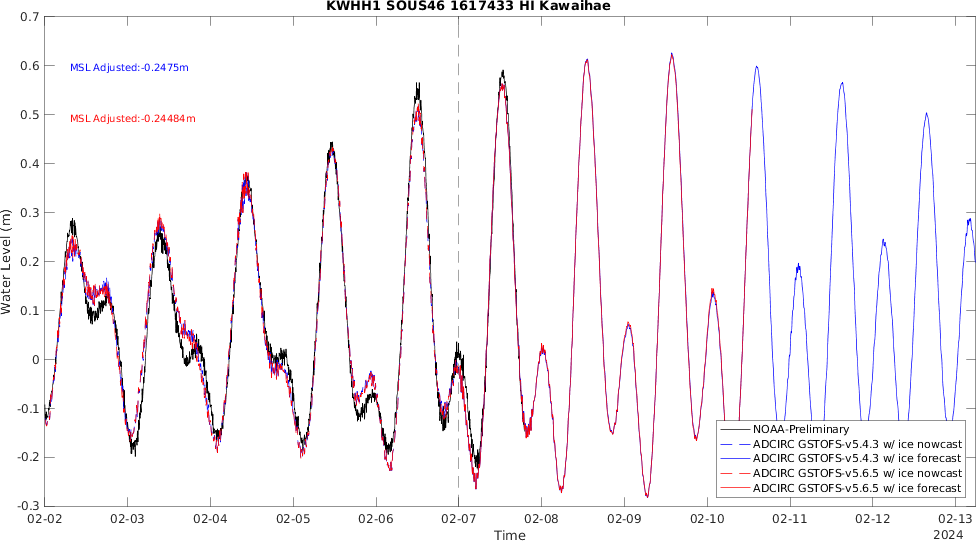 KWHH1 SOUS46 1617433 HI Kawaihae
0.7
0.6
0.5
0.4
0.3
0.2
0.1
0
-0.1
-0.2
-0.3
Water Level (m)
MSL Adjusted:-0.2475m
MSL Adjusted:-0.24484m
NOAA-Preliminary
ADCIRC GSTOFS-v5.4.3 w/ ice nowcast
ADCIRC GSTOFS-v5.4.3 w/ ice forecast
ADCIRC GSTOFS-v5.6.5 w/ ice nowcast
ADCIRC GSTOFS-v5.6.5 w/ ice forecast
02-02 02-03 02-04 02-05 02-06 02-07 02-08 02-09 02-10 02-11 02-12 02-13
2024
Time